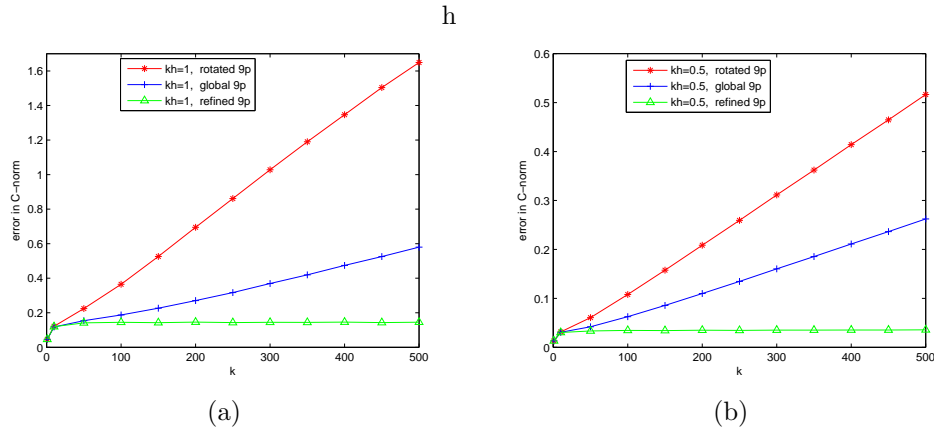 h
kh=1, rotated 9p
kh=1, global 9p
kh=1, refined 9p
error in C−norm
1.6
1.4
1.2
1
0.8
0.6
0.4
0.2
0
0 100 200 300 400 500
k
(a)
kh=0.5, rotated 9p
kh=0.5, global 9p
kh=0.5, refined 9p
error in C−norm
0.6
0.5
0.4
0.3
0.2
0.1
0
0 100 200 300 400 500
k
(b)